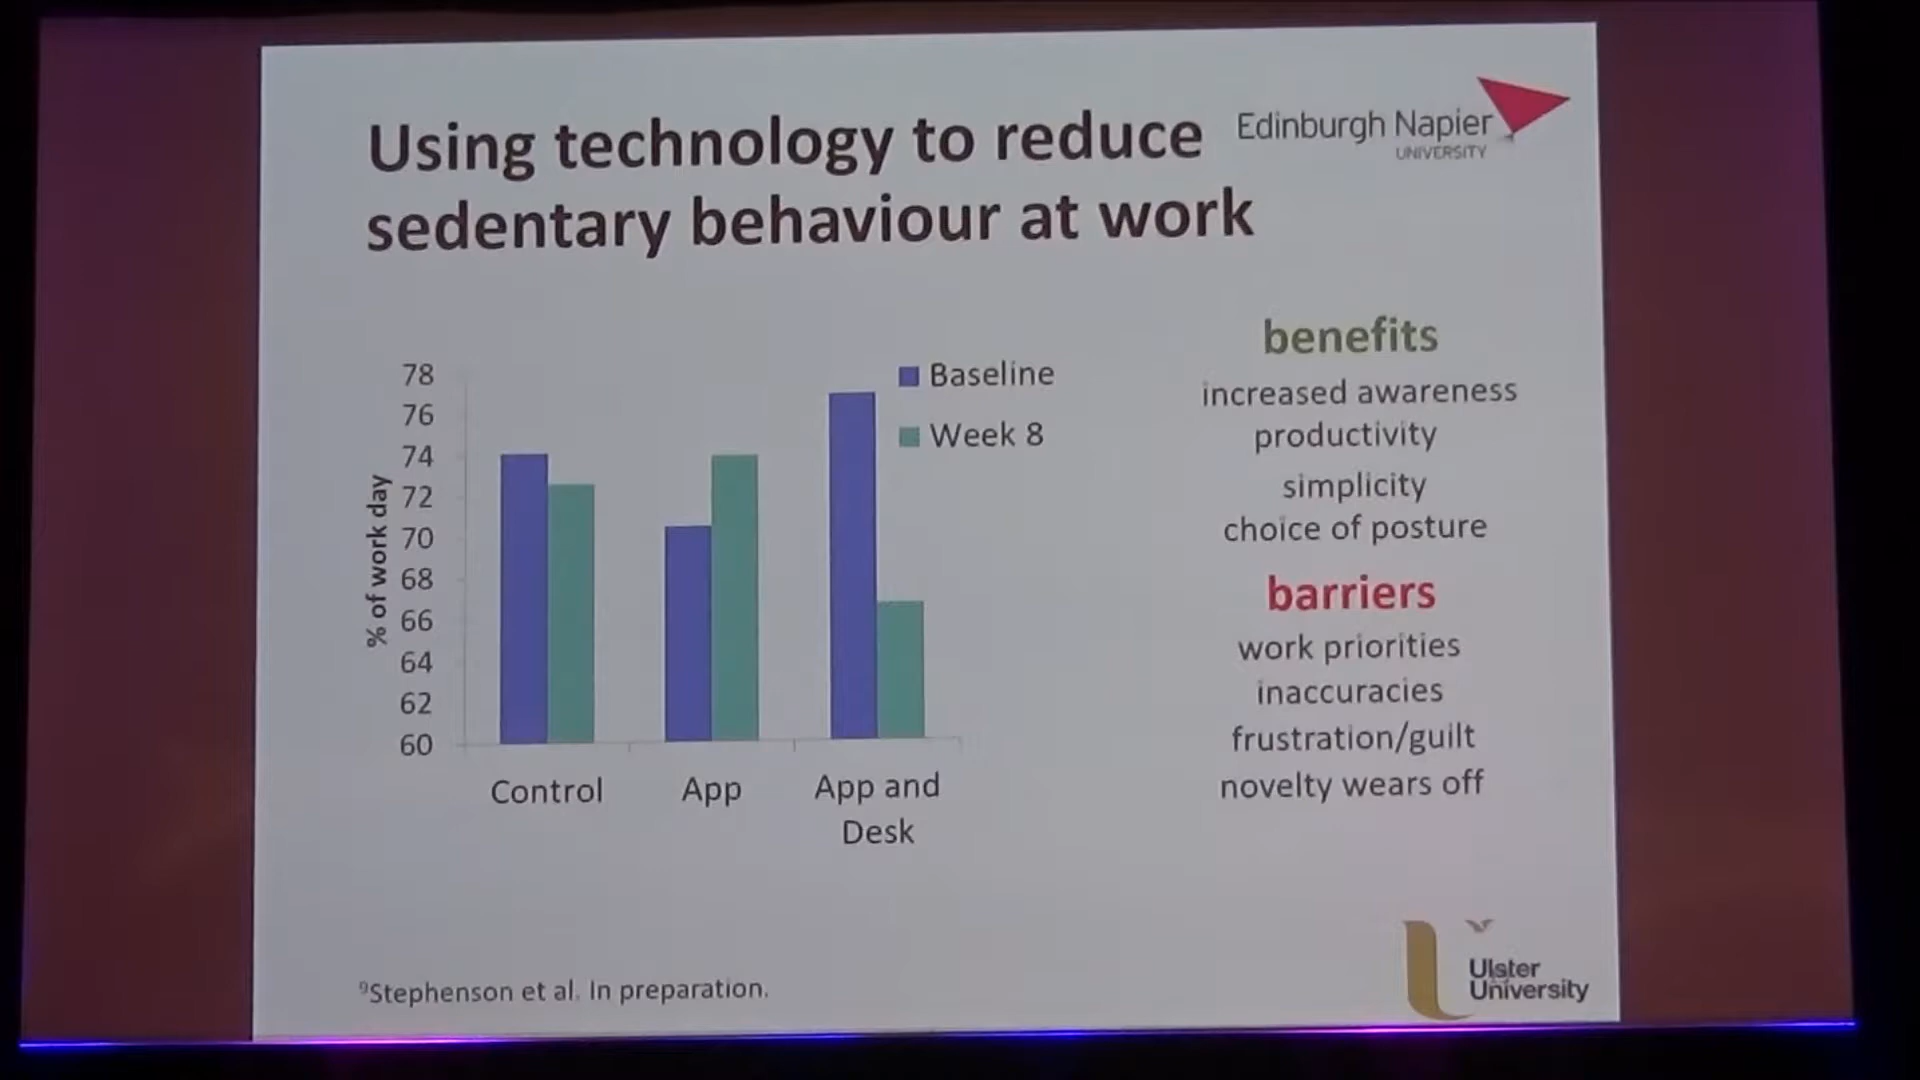 Using technology to reduce
sedentary behaviour at work
Edinburgh Napier
UNIVERSITY
78
76
74
72
70
68
66
64
62
60
% of work day
Baseline
Week 8
Control
App
App and
Desk
benefits
increased awareness
productivity
simplicity
choice of posture
barriers
work priorities
inaccuracies
frustration/guilt
novelty wears off
⁹Stephenson et al. In preparation.
Ulster
University